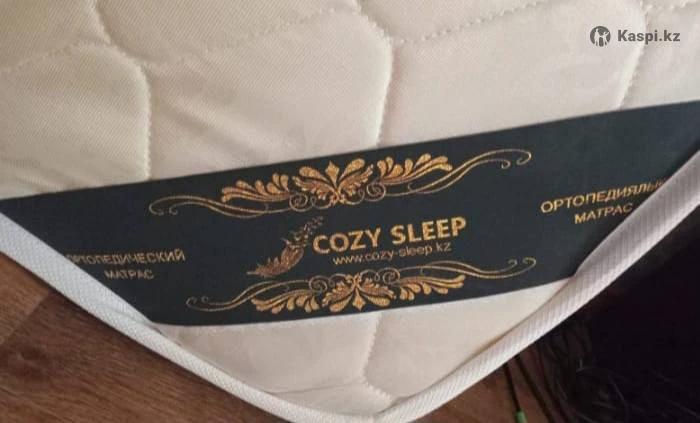 Kaspi.kz
ОРТОПЕДИЧЕСКИЙ
МАТРАС
COZY SLEEP
www.cozy-sleep.kz
ОРТОПЕДИЯЛЫҚ
МАТРАС